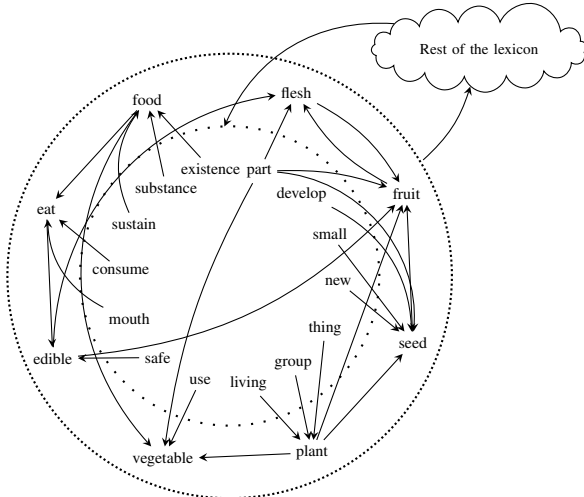 Rest of the lexicon
food
flesh
existence part
substance
develop
fruit
eat
sustain
small
consume
new
mouth
thing
seed
edible
safe
group
use
living
vegetable
plant